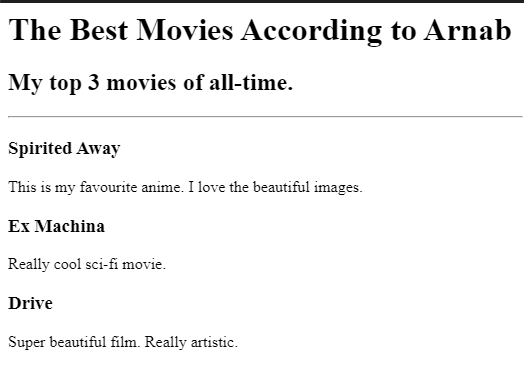 The Best Movies According to Arnab
My top 3 movies of all-time.
Spirited Away
This is my favourite anime. I love the beautiful images.
Ex Machina
Really cool sci-fi movie.
Drive
Super beautiful film. Really artistic.